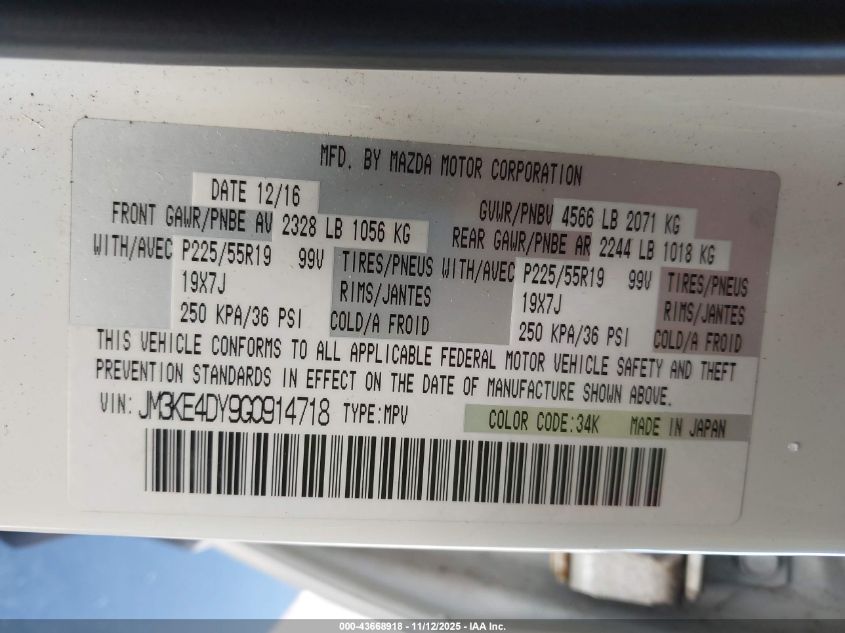 MFD. BY MAZDA MOTOR CORPORATION
DATE 12/16
GVWR/PNBV 4566 LB 2071 KG
FRONT GAWR/PNBE AV 2328 LB 1056 KG
REAR GAWR/PNBE AR 2244 LB 1018 KG
WITH/AVEC P225/55R19 99V TIRES/PNEUS WITH/AVEC P225/55R19 99V TIRES/PNEUS
19X7J RIMS/JANTES 19X7J RIMS/JANTES
250 KPA/36 PSI COLD/A FROID 250 KPA/36 PSI COLD/A FROID
THIS VEHICLE CONFORMS TO ALL APPLICABLE FEDERAL MOTOR VEHICLE SAFETY AND THEFT
PREVENTION STANDARDS IN EFFECT ON THE DATE OF MANUFACTURE SHOWN ABOVE.
VIN: JM3KE4DY9G0914718 TYPE:MPV COLOR CODE:34K MADE IN JAPAN
000-43668918 - 11/12/2025 - IAA Inc.